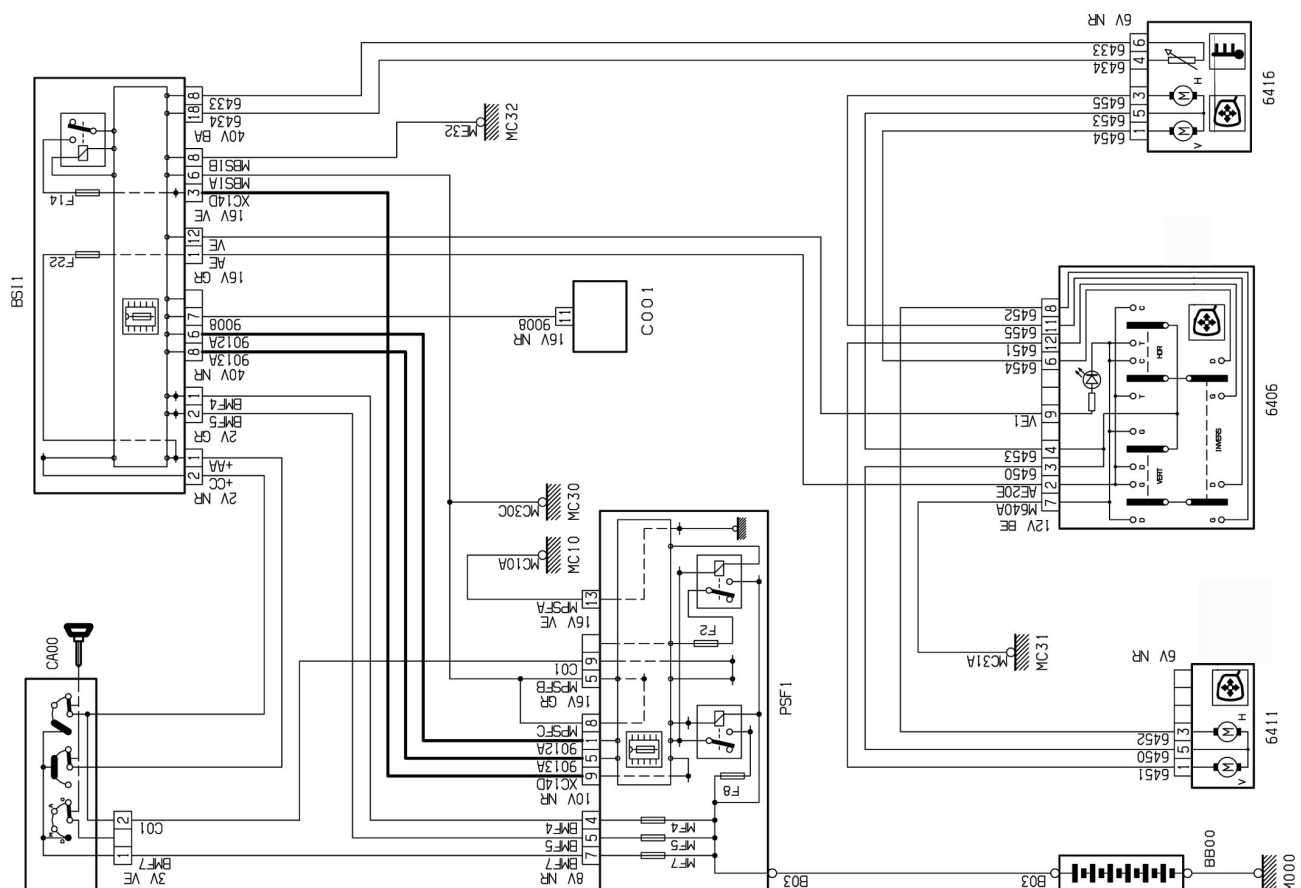 6V NR
6433
6
6434
4
6455
3
H
M
6453
5
6454
1
M
V
6416
BSI1
8
6433
18
6434
40V BA
8
MBSIB
6
MBSIA
3
XC14D
16V VE
F14
12
VE
1
AE
16V GR
F22
7
9008
6
9012A
8
9013A
40V NR
1
BMF4
2
BMF5
2V GR
1
+AA
2
+CC
2V NR
ME32
MC32
11
9008
16V NR
C001
6452
8
6455
11
6451
12
6454
6
VE1
9
6453
4
6450
3
AE20E
2
M640A
7
12V BE
C
T
C
HOR
T
D
G
G
INVERS
D
VERT
G
D
D
G
6406
MC30C
MC30
MC10A
MC10
CA00
A
M
D
2
C01
1
BMF7
3V VE
13
MPSFA
16V VE
9
C01
5
MPSFB
16V GR
8
MPSFC
1
9012A
5
9013A
9
XC14D
10V NR
4
BMF4
5
BMF5
7
BMF7
8V NR
F2
F8
MF4
MF5
MF7
PSF1
MC31A
MC31
6V NR
6452
3
H
M
6450
5
6451
1
M
V
6411
B03
B03
BB00
M000